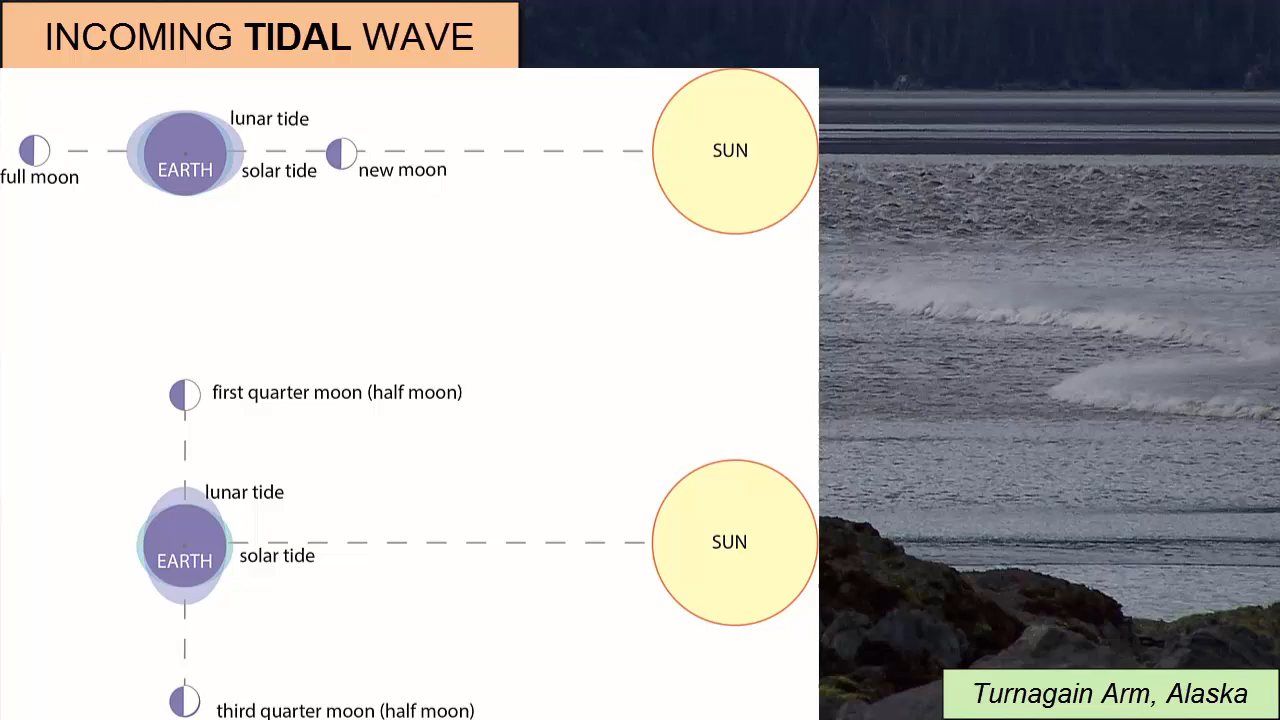 INCOMING TIDAL WAVE
lunar tide
EARTH
solar tide
full moon
new moon
SUN
first quarter moon (half moon)
lunar tide
EARTH
solar tide
SUN
third quarter moon (half moon)
Turnagain Arm, Alaska